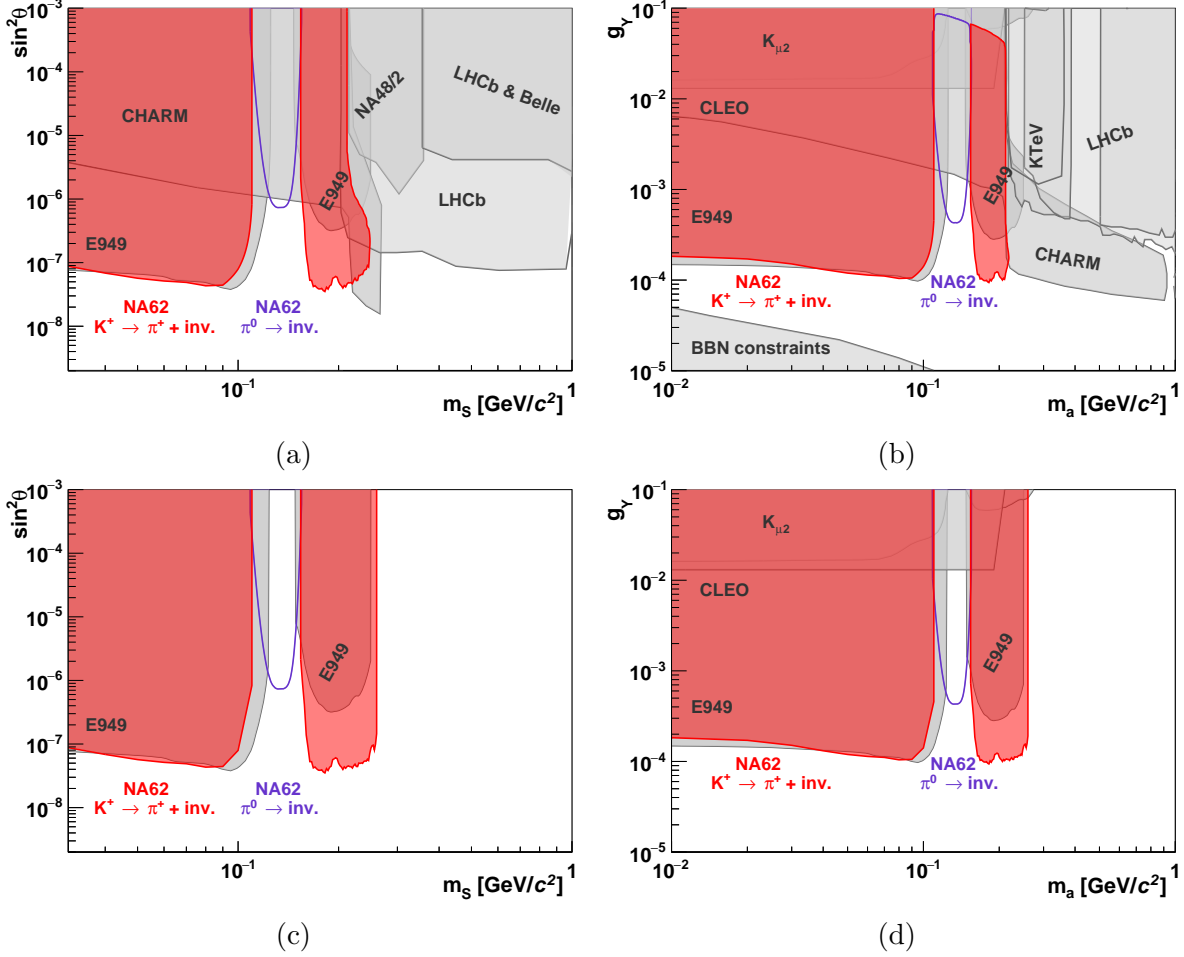 sin²θ
10⁻³
10⁻⁴
10⁻⁵
10⁻⁶
10⁻⁷
10⁻⁸
CHARM
E949
E949
NA48/2
LHCb & Belle
LHCb
NA62
K⁺ → π⁺ + inv.
NA62
π⁰ → inv.
10⁻¹
1
m_S [GeV/c²]
(a)
g_Y
10⁻¹
10⁻²
10⁻³
10⁻⁴
10⁻⁵
K_μ2
CLEO
E949
E949
KTeV
LHCb
CHARM
NA62
K⁺ → π⁺ + inv.
NA62
π⁰ → inv.
BBN constraints
10⁻²
10⁻¹
1
m_a [GeV/c²]
(b)
sin²θ
10⁻³
10⁻⁴
10⁻⁵
10⁻⁶
10⁻⁷
10⁻⁸
E949
E949
NA62
K⁺ → π⁺ + inv.
NA62
π⁰ → inv.
10⁻¹
1
m_S [GeV/c²]
(c)
g_Y
10⁻¹
10⁻²
10⁻³
10⁻⁴
10⁻⁵
K_μ2
CLEO
E949
E949
NA62
K⁺ → π⁺ + inv.
NA62
π⁰ → inv.
10⁻²
10⁻¹
1
m_a [GeV/c²]
(d)